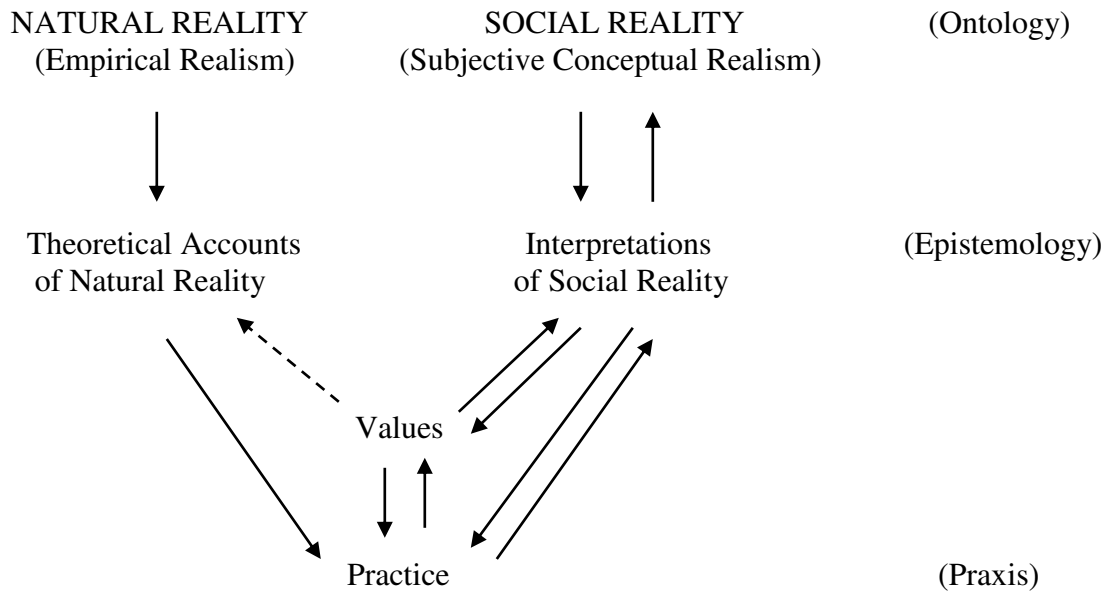 NATURAL REALITY SOCIAL REALITY (Ontology)
(Empirical Realism) (Subjective Conceptual Realism)
Theoretical Accounts Interpretations (Epistemology)
of Natural Reality of Social Reality
Values
Practice (Praxis)